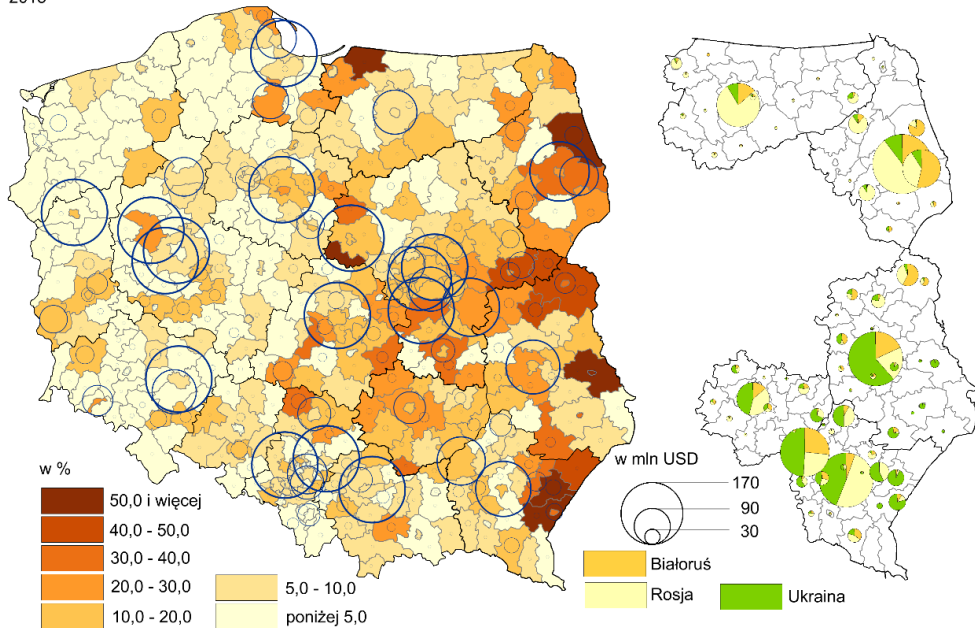 2013
w %
50,0 i więcej
40,0 - 50,0
30,0 - 40,0
20,0 - 30,0
10,0 - 20,0
5,0 - 10,0
poniżej 5,0
w mln USD
170
90
30
Białoruś
Rosja
Ukraina